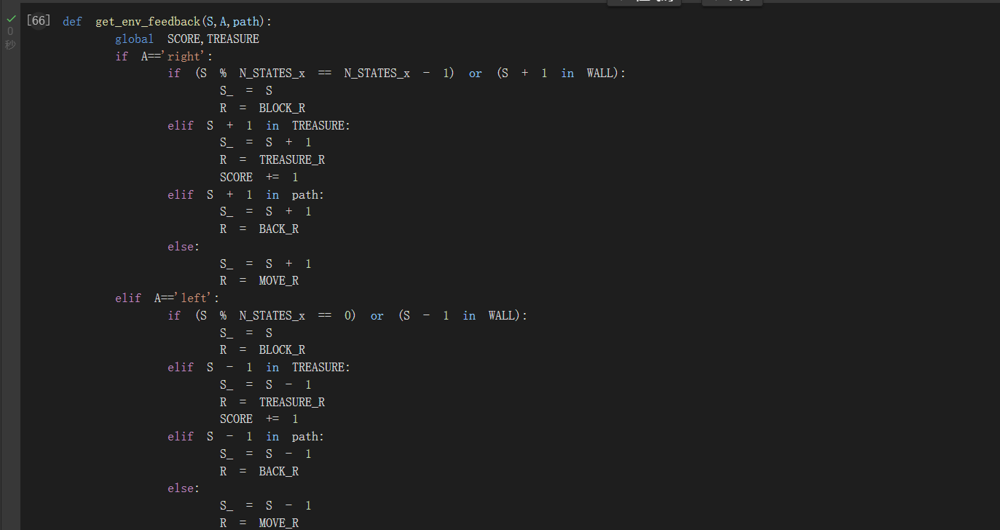 [66] def get_env_feedback(S,A,path):
0
秒
global SCORE,TREASURE
if A=='right':
if (S % N_STATES_x == N_STATES_x - 1) or (S + 1 in WALL):
S_ = S
R = BLOCK_R
elif S + 1 in TREASURE:
S_ = S + 1
R = TREASURE_R
SCORE += 1
elif S + 1 in path:
S_ = S + 1
R = BACK_R
else:
S_ = S + 1
R = MOVE_R
elif A=='left':
if (S % N_STATES_x == 0) or (S - 1 in WALL):
S_ = S
R = BLOCK_R
elif S - 1 in TREASURE:
S_ = S - 1
R = TREASURE_R
SCORE += 1
elif S - 1 in path:
S_ = S - 1
R = BACK_R
else:
S_ = S - 1
R = MOVE_R